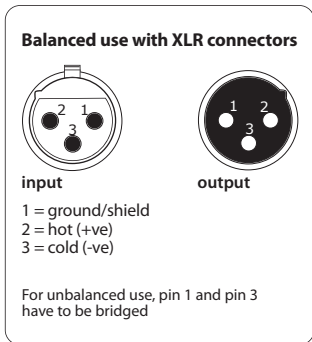 Balanced use with XLR connectors
2 1
3
1 2
3
input output
1 = ground/shield
2 = hot (+ve)
3 = cold (-ve)
For unbalanced use, pin 1 and pin 3
have to be bridged